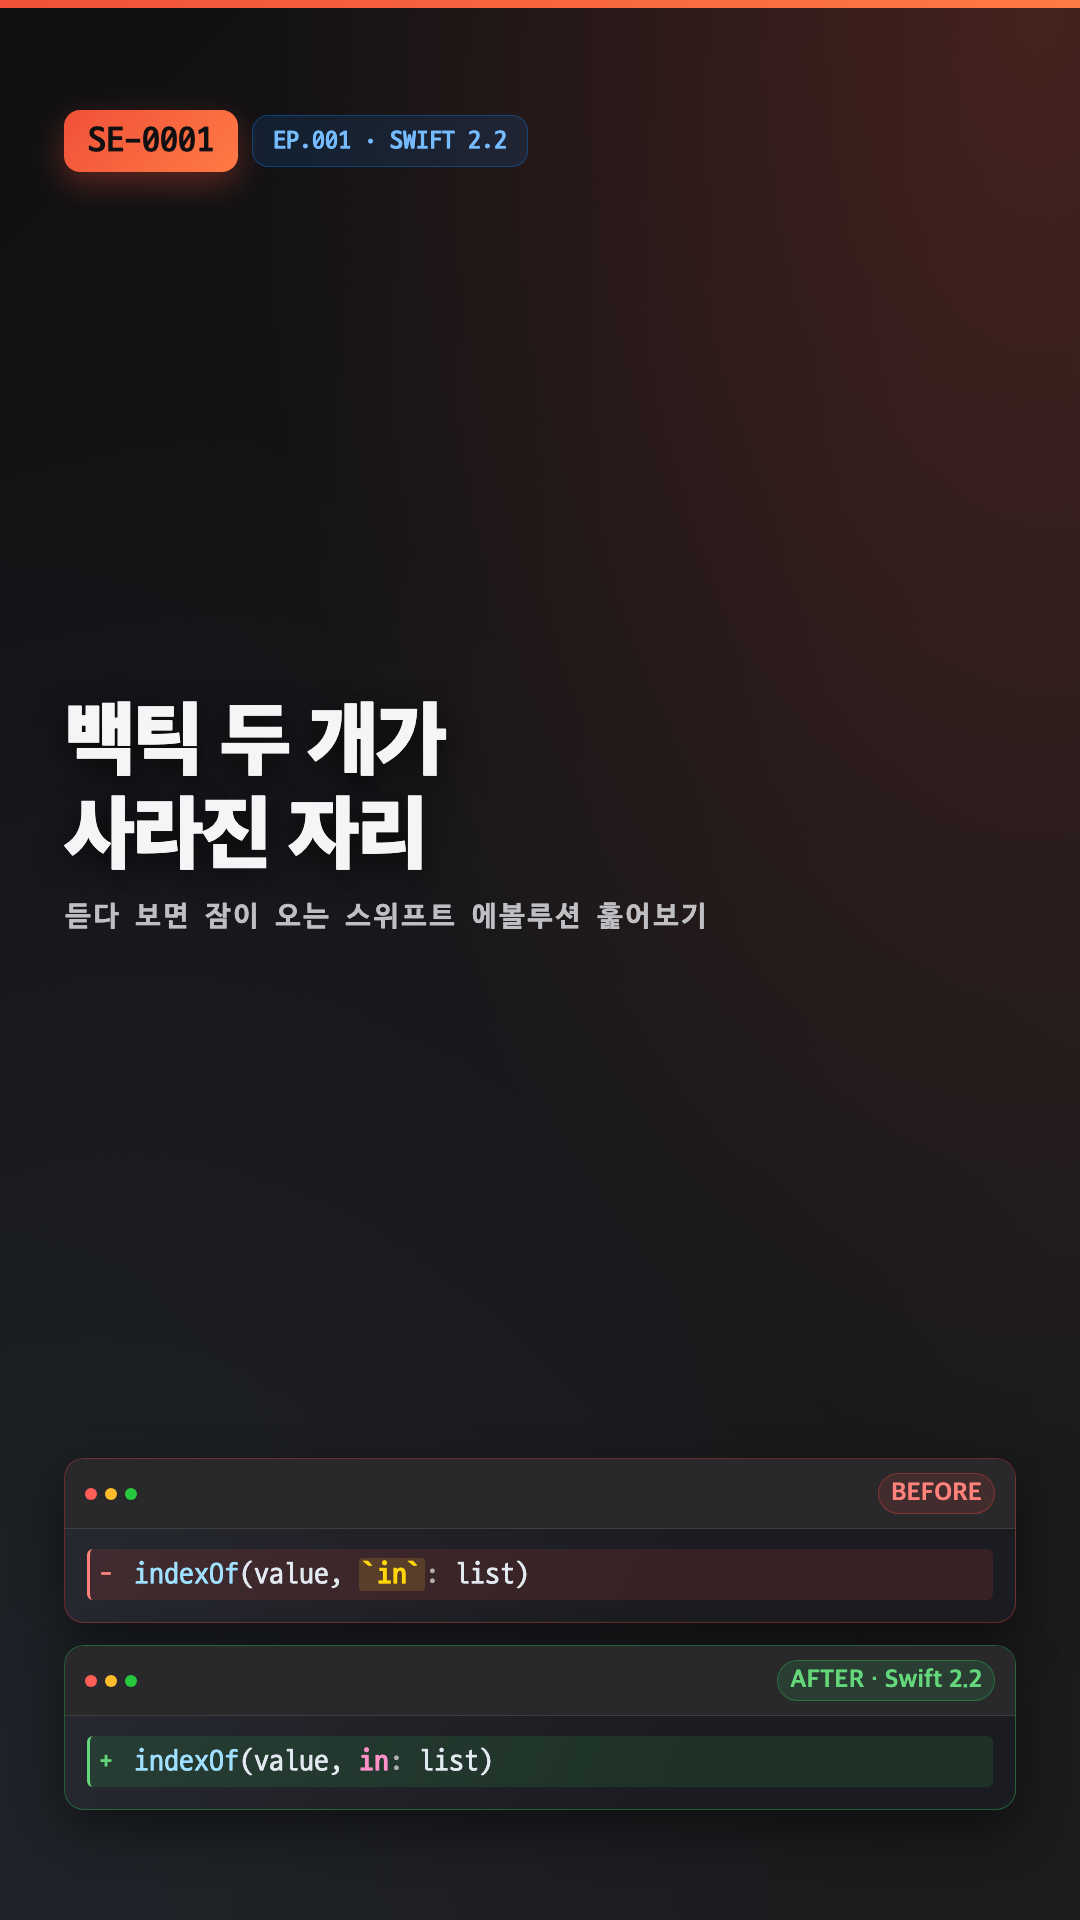 SE-0001
EP.001 · SWIFT 2.2
백틱 두 개가
사라진 자리
듣다 보면 잠이 오는 스위프트 에볼루션 훑어보기
BEFORE
- indexOf(value, `in`: list)
AFTER · Swift 2.2
+ indexOf(value, in: list)